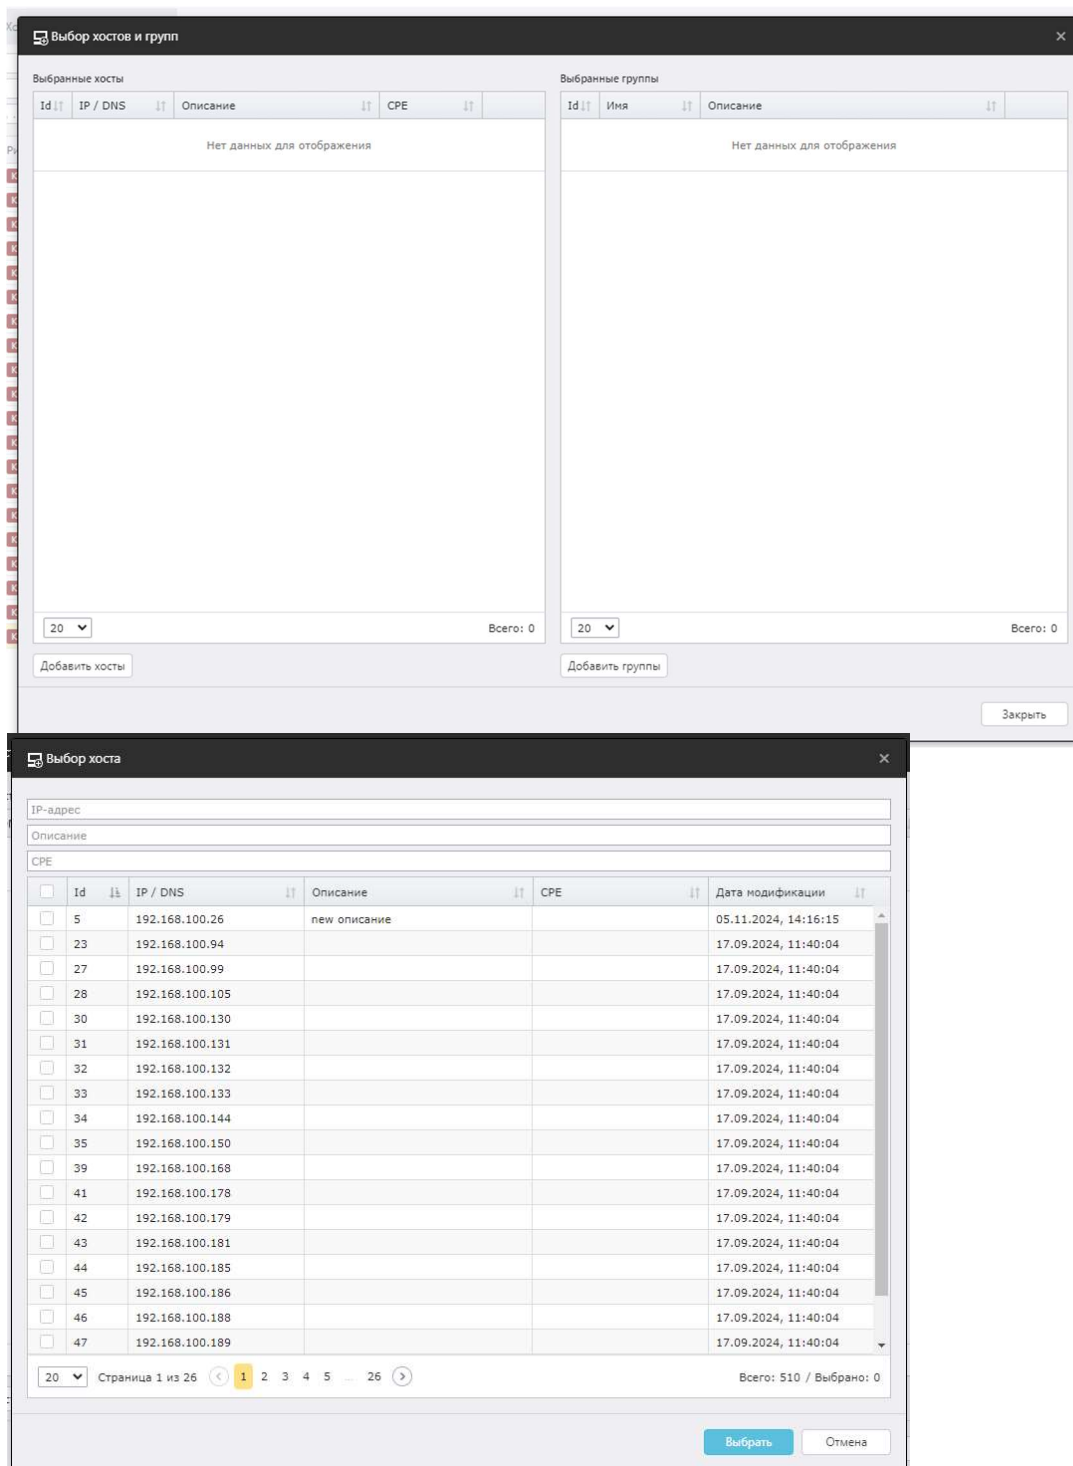 Выбор хостов и групп
Выбранные хосты
Выбранные группы
Id IP / DNS Описание CPE
Id Имя Описание
Нет данных для отображения
Нет данных для отображения
20 Всего: 0
20 Всего: 0
Добавить хосты
Добавить группы
Закрыть
Выбор хоста
IP-адрес
Описание
CPE
Id IP / DNS Описание CPE Дата модификации
5 192.168.100.26 new описание 05.11.2024, 14:16:15
23 192.168.100.94 17.09.2024, 11:40:04
27 192.168.100.99 17.09.2024, 11:40:04
28 192.168.100.105 17.09.2024, 11:40:04
30 192.168.100.130 17.09.2024, 11:40:04
31 192.168.100.131 17.09.2024, 11:40:04
32 192.168.100.132 17.09.2024, 11:40:04
33 192.168.100.133 17.09.2024, 11:40:04
34 192.168.100.144 17.09.2024, 11:40:04
35 192.168.100.150 17.09.2024, 11:40:04
39 192.168.100.168 17.09.2024, 11:40:04
41 192.168.100.178 17.09.2024, 11:40:04
42 192.168.100.179 17.09.2024, 11:40:04
43 192.168.100.181 17.09.2024, 11:40:04
44 192.168.100.185 17.09.2024, 11:40:04
45 192.168.100.186 17.09.2024, 11:40:04
46 192.168.100.188 17.09.2024, 11:40:04
47 192.168.100.189 17.09.2024, 11:40:04
20 Страница 1 из 26 1 2 3 4 5 ... 26 Всего: 510 / Выбрано: 0
Выбрать Отмена